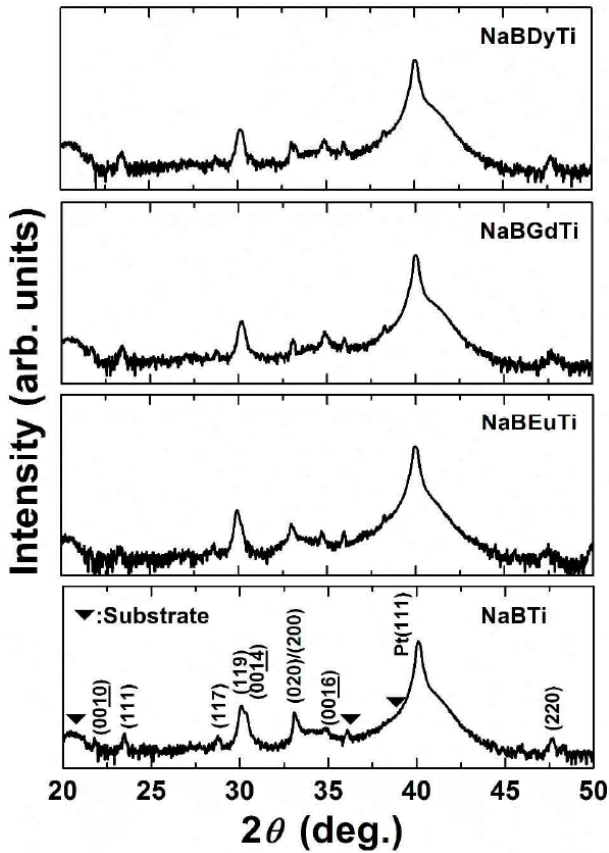 NaBDyTi
NaBGdTi
NaBEuTi
NaBTi
▼:Substrate
(0010)
(111)
(117)
(119)
(0014)
(020)/(200)
(0016)
Pt(111)
(220)
20 25 30 35 40 45 50
2θ (deg.)
Intensity (arb. units)